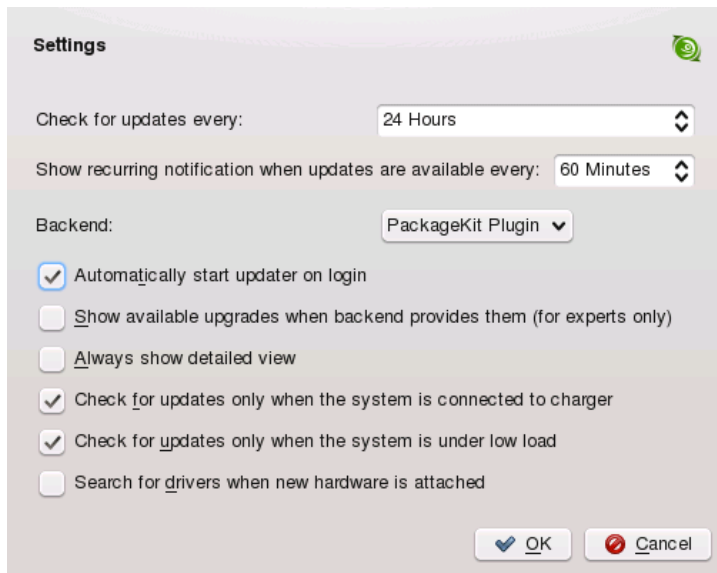 Settings
Check for updates every: 24 Hours
Show recurring notification when updates are available every: 60 Minutes
Backend: PackageKit Plugin
Automatically start updater on login
Show available upgrades when backend provides them (for experts only)
Always show detailed view
Check for updates only when the system is connected to charger
Check for updates only when the system is under low load
Search for drivers when new hardware is attached
OK Cancel